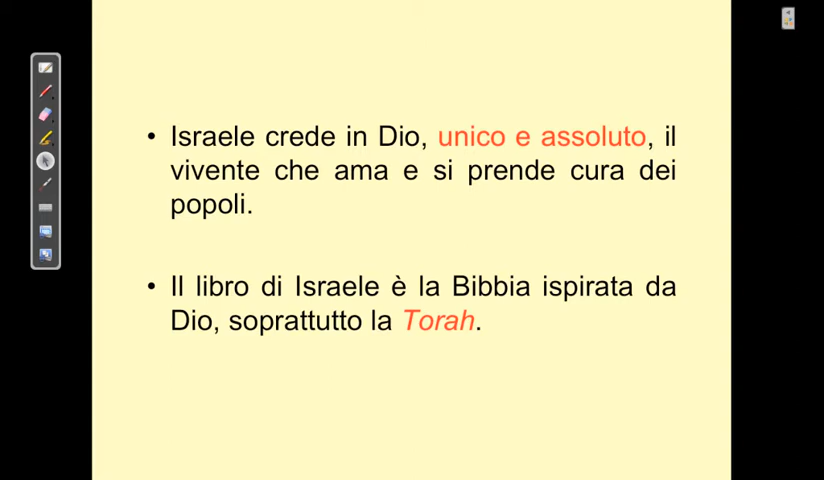 • Israele crede in Dio, unico e assoluto, il
vivente che ama e si prende cura dei
popoli.
• Il libro di Israele è la Bibbia ispirata da
Dio, soprattutto la Torah.